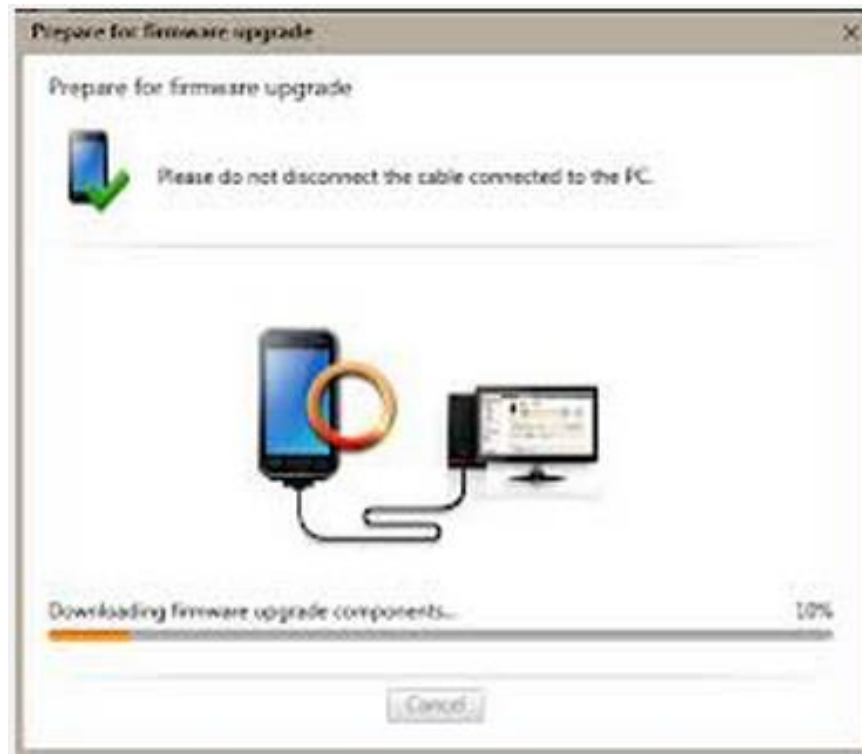 Prepare for firmware upgrade
Prepare for firmware upgrade
Please do not disconnect the cable connected to the PC.
Downloading firmware upgrade components...
10%
Cancel